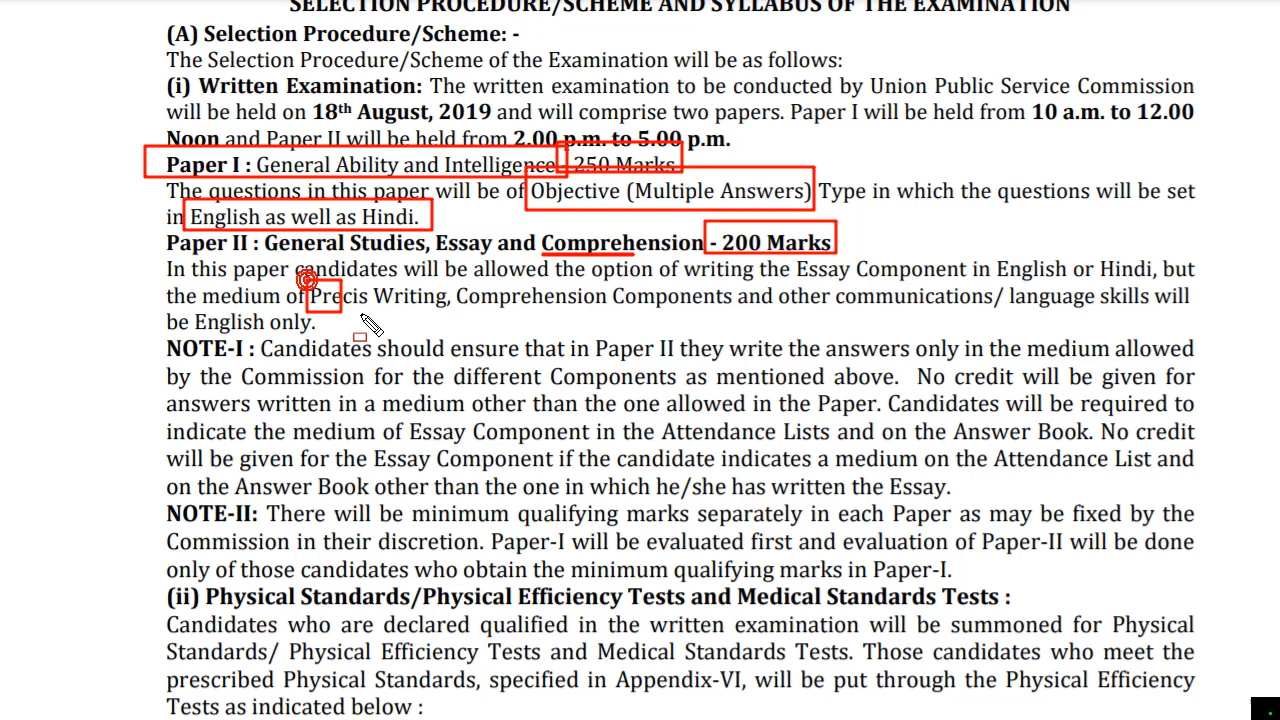 SELECTION PROCEDURE/SCHEME AND SYLLABUS OF THE EXAMINATION
(A) Selection Procedure/Scheme: -
The Selection Procedure/Scheme of the Examination will be as follows:
(i) Written Examination: The written examination to be conducted by Union Public Service Commission
will be held on 18th August, 2019 and will comprise two papers. Paper I will be held from 10 a.m. to 12.00
Noon and Paper II will be held from 2.00 p.m. to 5.00 p.m.
Paper I : General Ability and Intelligence - 250 Marks
The questions in this paper will be of Objective (Multiple Answers) Type in which the questions will be set
in English as well as Hindi.
Paper II : General Studies, Essay and Comprehension - 200 Marks
In this paper candidates will be allowed the option of writing the Essay Component in English or Hindi, but
the medium of Precis Writing, Comprehension Components and other communications/ language skills will
be English only.
NOTE-I : Candidates should ensure that in Paper II they write the answers only in the medium allowed
by the Commission for the different Components as mentioned above. No credit will be given for
answers written in a medium other than the one allowed in the Paper. Candidates will be required to
indicate the medium of Essay Component in the Attendance Lists and on the Answer Book. No credit
will be given for the Essay Component if the candidate indicates a medium on the Attendance List and
on the Answer Book other than the one in which he/she has written the Essay.
NOTE-II: There will be minimum qualifying marks separately in each Paper as may be fixed by the
Commission in their discretion. Paper-I will be evaluated first and evaluation of Paper-II will be done
only of those candidates who obtain the minimum qualifying marks in Paper-I.
(ii) Physical Standards/Physical Efficiency Tests and Medical Standards Tests :
Candidates who are declared qualified in the written examination will be summoned for Physical
Standards/ Physical Efficiency Tests and Medical Standards Tests. Those candidates who meet the
prescribed Physical Standards, specified in Appendix-VI, will be put through the Physical Efficiency
Tests as indicated below :